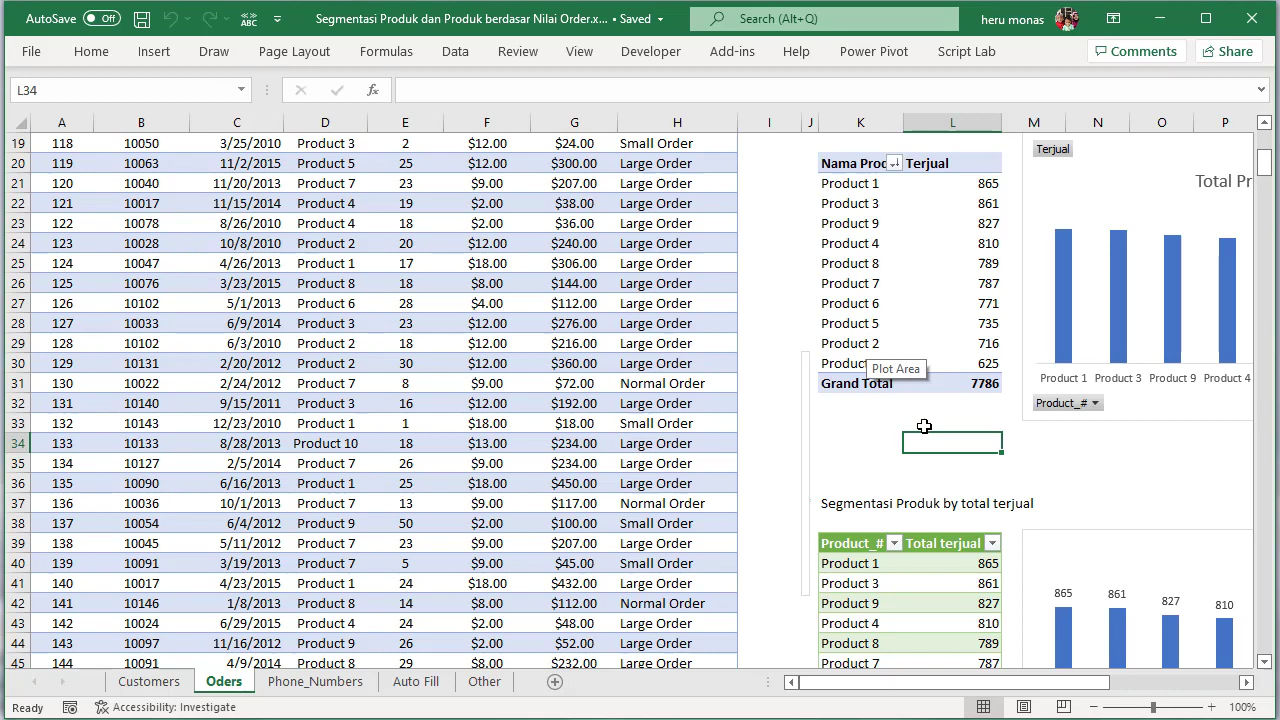 AutoSave Off Segmentasi Produk dan Produk berdasar Nilai Order.x... • Saved Search (Alt+Q) heru monas
File Home Insert Draw Page Layout Formulas Data Review View Developer Add-ins Help Power Pivot Script Lab Comments Share
L34 fx
A B C D E F G H I J K L M N O P
19 118 10050 3/25/2010 Product 3 2 $12.00 $24.00 Small Order Terjual
20 119 10063 11/2/2015 Product 5 25 $12.00 $300.00 Large Order Nama Prod Terjual
21 120 10040 11/20/2013 Product 7 23 $9.00 $207.00 Large Order Product 1 865 Total Pr
22 121 10017 11/15/2014 Product 4 19 $2.00 $38.00 Large Order Product 3 861
23 122 10078 8/26/2010 Product 4 18 $2.00 $36.00 Large Order Product 9 827
24 123 10028 10/8/2010 Product 2 20 $12.00 $240.00 Large Order Product 4 810
25 124 10047 4/26/2013 Product 1 17 $18.00 $306.00 Large Order Product 8 789
26 125 10076 3/23/2015 Product 8 18 $8.00 $144.00 Large Order Product 7 787
27 126 10102 5/1/2013 Product 6 28 $4.00 $112.00 Large Order Product 6 771
28 127 10033 6/9/2014 Product 3 23 $12.00 $276.00 Large Order Product 5 735
29 128 10102 6/3/2010 Product 2 18 $12.00 $216.00 Large Order Product 2 716
30 129 10131 2/20/2012 Product 2 30 $12.00 $360.00 Large Order Produc Plot Area 625
31 130 10022 2/24/2012 Product 7 8 $9.00 $72.00 Normal Order Grand Total 7786 Product 1 Product 3 Product 9 Product 4
32 131 10140 9/15/2011 Product 3 16 $12.00 $192.00 Large Order Product_#
33 132 10143 12/23/2010 Product 1 1 $18.00 $18.00 Small Order
34 133 10133 8/28/2013 Product 10 18 $13.00 $234.00 Large Order
35 134 10127 2/5/2014 Product 7 26 $9.00 $234.00 Large Order
36 135 10090 6/16/2013 Product 1 25 $18.00 $450.00 Large Order
37 136 10036 10/1/2013 Product 7 13 $9.00 $117.00 Normal Order Segmentasi Produk by total terjual
38 137 10054 6/4/2012 Product 9 50 $2.00 $100.00 Small Order
39 138 10045 5/11/2012 Product 7 23 $9.00 $207.00 Large Order Product_# Total terjual
40 139 10091 3/19/2013 Product 7 5 $9.00 $45.00 Small Order Product 1 865
41 140 10017 4/23/2015 Product 1 24 $18.00 $432.00 Large Order Product 3 861 865 861 827 810
42 141 10146 1/8/2013 Product 8 14 $8.00 $112.00 Normal Order Product 9 827
43 142 10024 6/29/2015 Product 4 24 $2.00 $48.00 Large Order Product 4 810
44 143 10097 11/16/2012 Product 9 26 $2.00 $52.00 Large Order Product 8 789
45 144 10091 4/9/2014 Product 8 29 $8.00 $232.00 Large Order Product 7 787
Customers Oders Phone_Numbers Auto Fill Other
Ready Accessibility: Investigate 100%